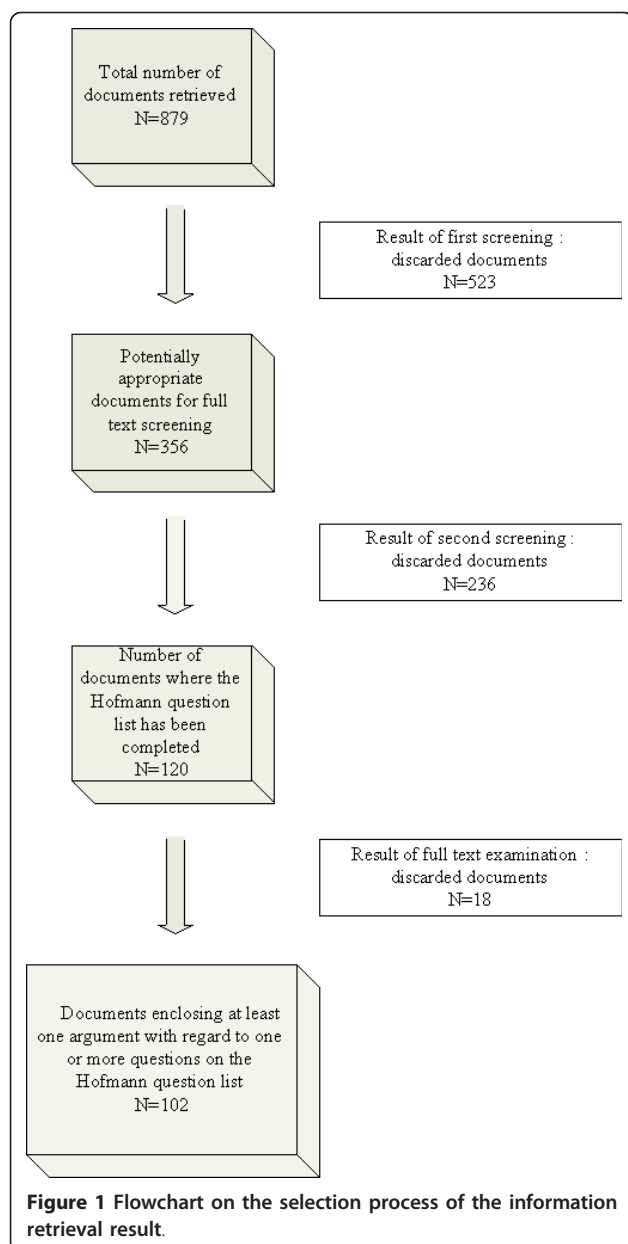 Total number of
documents retrieved
N=879
Result of first screening :
discarded documents
N=523
Potentially
appropriate
documents for full
text screening
N=356
Result of second screening :
discarded documents
N=236
Number of
documents where the
Hofmann question
list has been
completed
N=120
Result of full text examination :
discarded documents
N=18
Documents enclosing at least
one argument with regard to one
or more questions on the
Hofmann question list
N=102
Figure 1 Flowchart on the selection process of the information
retrieval result.